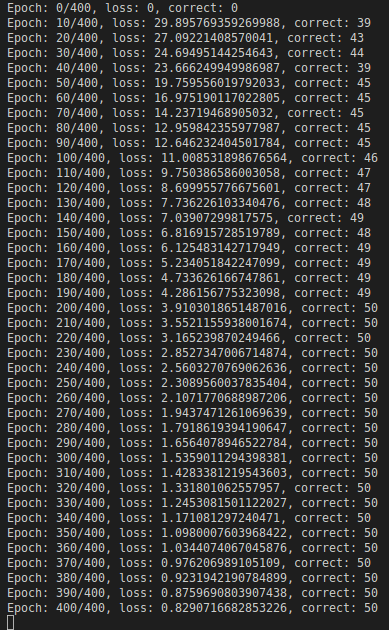 Epoch: 0/400, loss: 0, correct: 0
Epoch: 10/400, loss: 29.895769359269988, correct: 39
Epoch: 20/400, loss: 27.09221408570041, correct: 43
Epoch: 30/400, loss: 24.69495144254643, correct: 44
Epoch: 40/400, loss: 23.666249949986987, correct: 39
Epoch: 50/400, loss: 19.759556019792033, correct: 45
Epoch: 60/400, loss: 16.975190117022805, correct: 45
Epoch: 70/400, loss: 14.23719468905032, correct: 45
Epoch: 80/400, loss: 12.959842355977987, correct: 45
Epoch: 90/400, loss: 12.646232404501784, correct: 45
Epoch: 100/400, loss: 11.008531898676564, correct: 46
Epoch: 110/400, loss: 9.750386586003058, correct: 47
Epoch: 120/400, loss: 8.699955776675601, correct: 47
Epoch: 130/400, loss: 7.736226103340476, correct: 48
Epoch: 140/400, loss: 7.03907299817575, correct: 49
Epoch: 150/400, loss: 6.816915728519789, correct: 48
Epoch: 160/400, loss: 6.125483142717949, correct: 49
Epoch: 170/400, loss: 5.234051842247099, correct: 49
Epoch: 180/400, loss: 4.733626166747861, correct: 49
Epoch: 190/400, loss: 4.286156775323098, correct: 49
Epoch: 200/400, loss: 3.9103018651487016, correct: 50
Epoch: 210/400, loss: 3.5521155938001674, correct: 50
Epoch: 220/400, loss: 3.165239870249466, correct: 50
Epoch: 230/400, loss: 2.8527347006714874, correct: 50
Epoch: 240/400, loss: 2.5603270769062636, correct: 50
Epoch: 250/400, loss: 2.3089560037835404, correct: 50
Epoch: 260/400, loss: 2.1071770688987206, correct: 50
Epoch: 270/400, loss: 1.9437471261069639, correct: 50
Epoch: 280/400, loss: 1.7918619394190647, correct: 50
Epoch: 290/400, loss: 1.6564078946522784, correct: 50
Epoch: 300/400, loss: 1.5359011294398381, correct: 50
Epoch: 310/400, loss: 1.4283381219543603, correct: 50
Epoch: 320/400, loss: 1.331801062557957, correct: 50
Epoch: 330/400, loss: 1.2453081501122027, correct: 50
Epoch: 340/400, loss: 1.171081297240471, correct: 50
Epoch: 350/400, loss: 1.0980007603968422, correct: 50
Epoch: 360/400, loss: 1.0344074067045876, correct: 50
Epoch: 370/400, loss: 0.976206989105109, correct: 50
Epoch: 380/400, loss: 0.9231942190784899, correct: 50
Epoch: 390/400, loss: 0.8759690803907438, correct: 50
Epoch: 400/400, loss: 0.8290716682853226, correct: 50